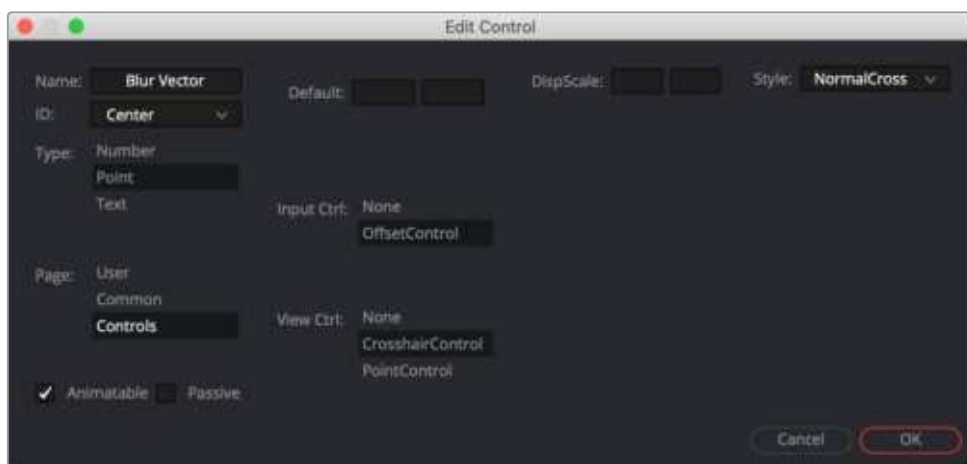 Edit Control
Name: Blur Vector
ID: Center
Type: Number
Point
Text
Page: User
Common
Controls
Animatable Passive
Default:
Input Ctrl: None
OffsetControl
View Ctrl: None
CrosshairControl
PointControl
DispScale:
Style: NormalCross
Cancel OK